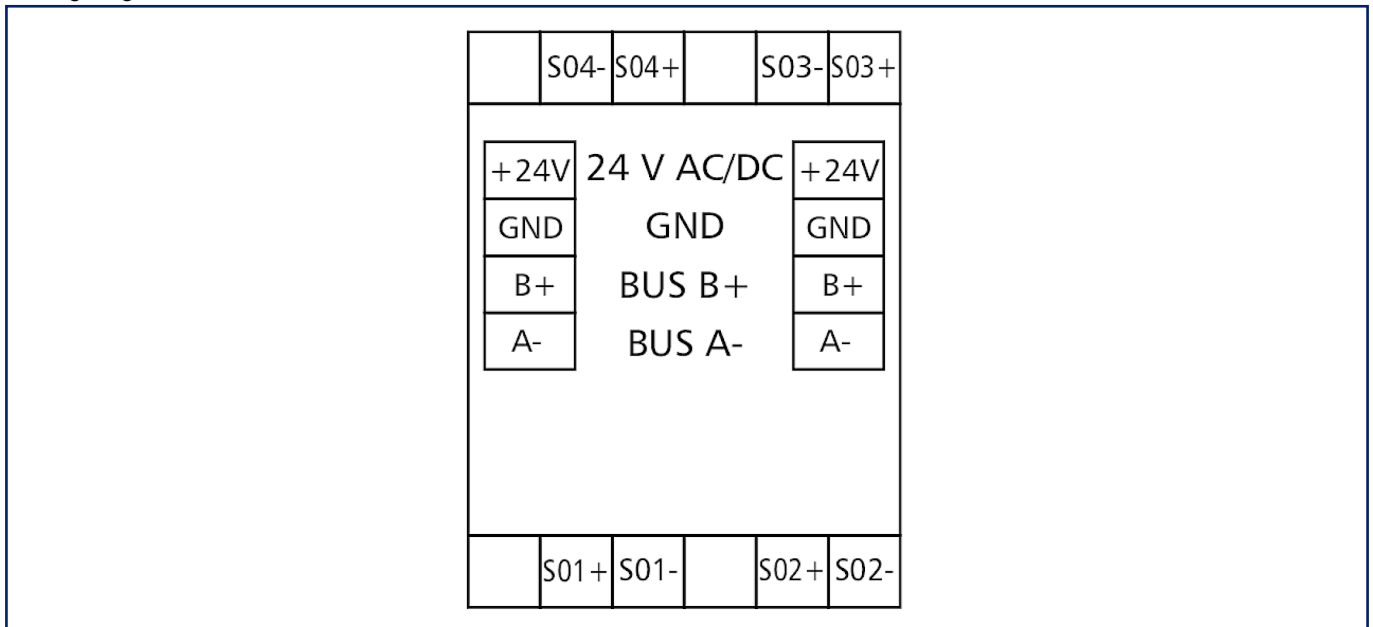 S04- S04+ S03- S03+
+24V 24 V AC/DC +24V
GND GND GND
B+ BUS B+ B+
A- BUS A- A-
S01+ S01- S02+ S02-